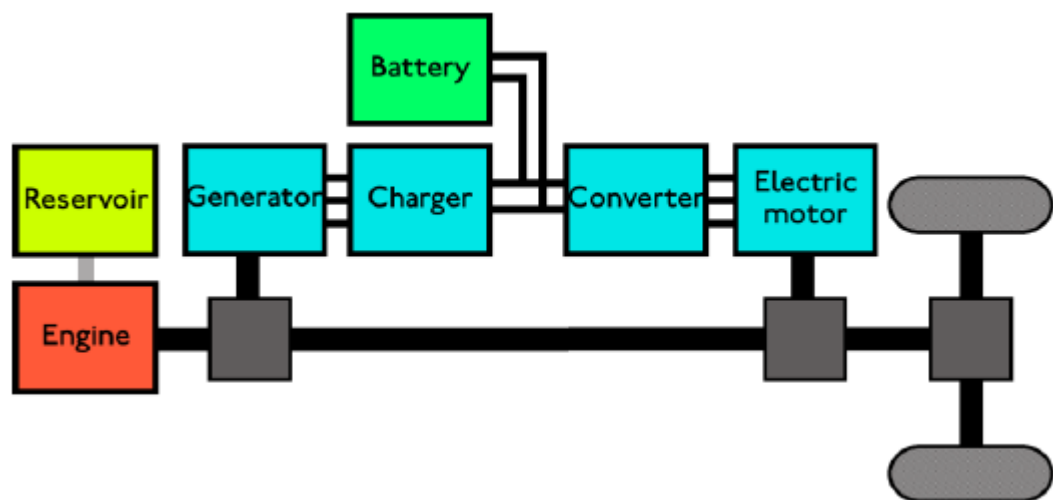 Battery
Reservoir
Generator
Charger
Converter
Electric
motor
Engine